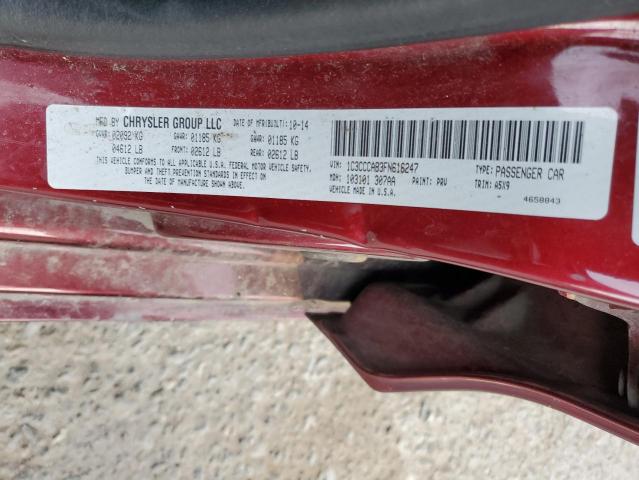 MFD BY CHRYSLER GROUP LLC DATE OF MFR(BUILT): 10-14
GVWR: 02092 KG GAWR: 01185 KG GAWR: 01185 KG
04612 LB FRONT: 02612 LB REAR: 02612 LB
THIS VEHICLE CONFORMS TO ALL APPLICABLE U.S.A. FEDERAL MOTOR VEHICLE SAFETY,
BUMPER AND THEFT PREVENTION STANDARDS IN EFFECT ON
THE DATE OF MANUFACTURE SHOWN ABOVE.
VIN: 1C3CCCAB3FN616247 TYPE: PASSENGER CAR
MDH: 103101 307AA PAINT: PRV TRIM: A5X9
VEHICLE MADE IN U.S.A.
4658843